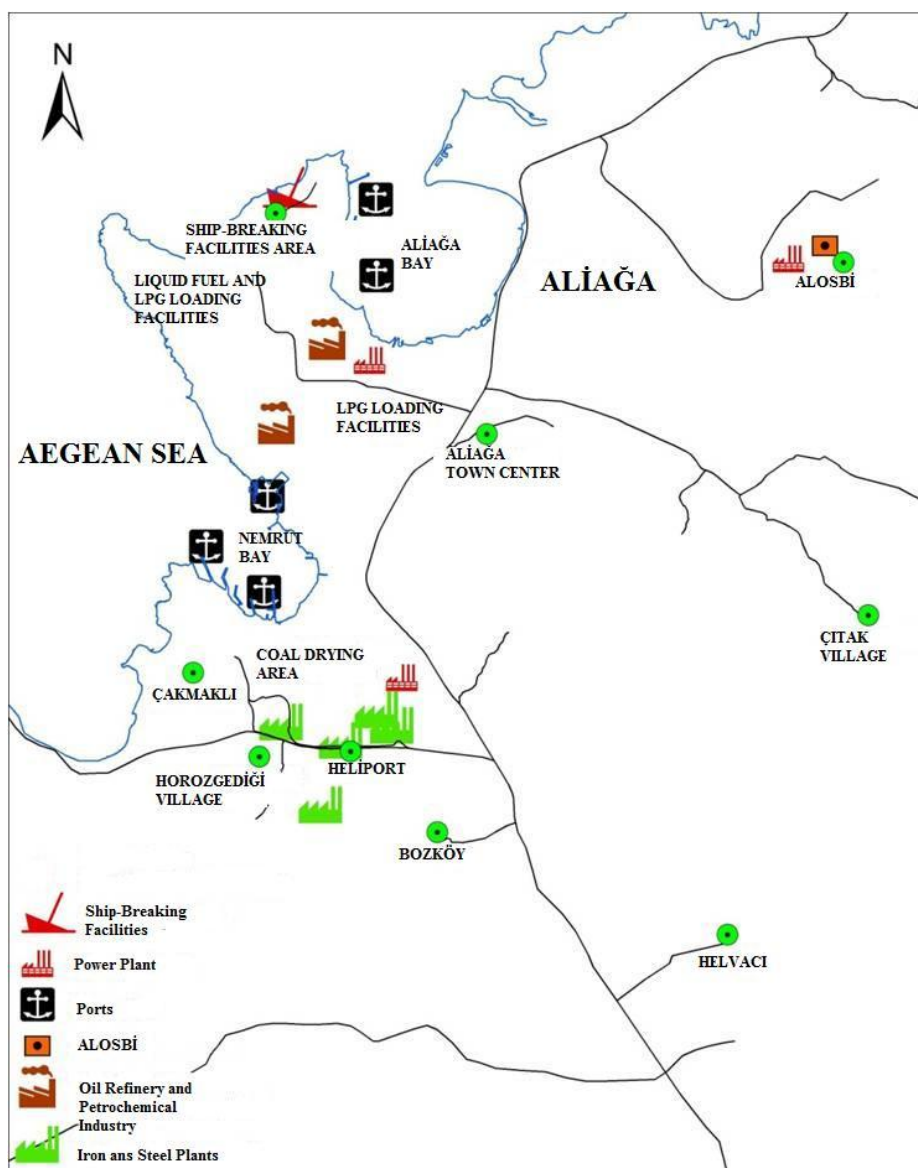 N
SHIP-BREAKING
FACILITIES AREA
ALİAĞA
BAY
LIQUID FUEL AND
LPG LOADING
FACILITIES
ALİAĞA
ALOSBİ
LPG LOADING
FACILITIES
AEGEAN SEA
ALİAĞA
TOWN CENTER
NEMRUT
BAY
ÇITAK
VILLAGE
COAL DRYING
AREA
ÇAKMAKLI
HELİPORT
HOROZGEDİĞİ
VILLAGE
BOZKÖY
HELVACI
Ship-Breaking
Facilities
Power Plant
Ports
ALOSBİ
Oil Refinery and
Petrochemical
Industry
Iron ans Steel Plants